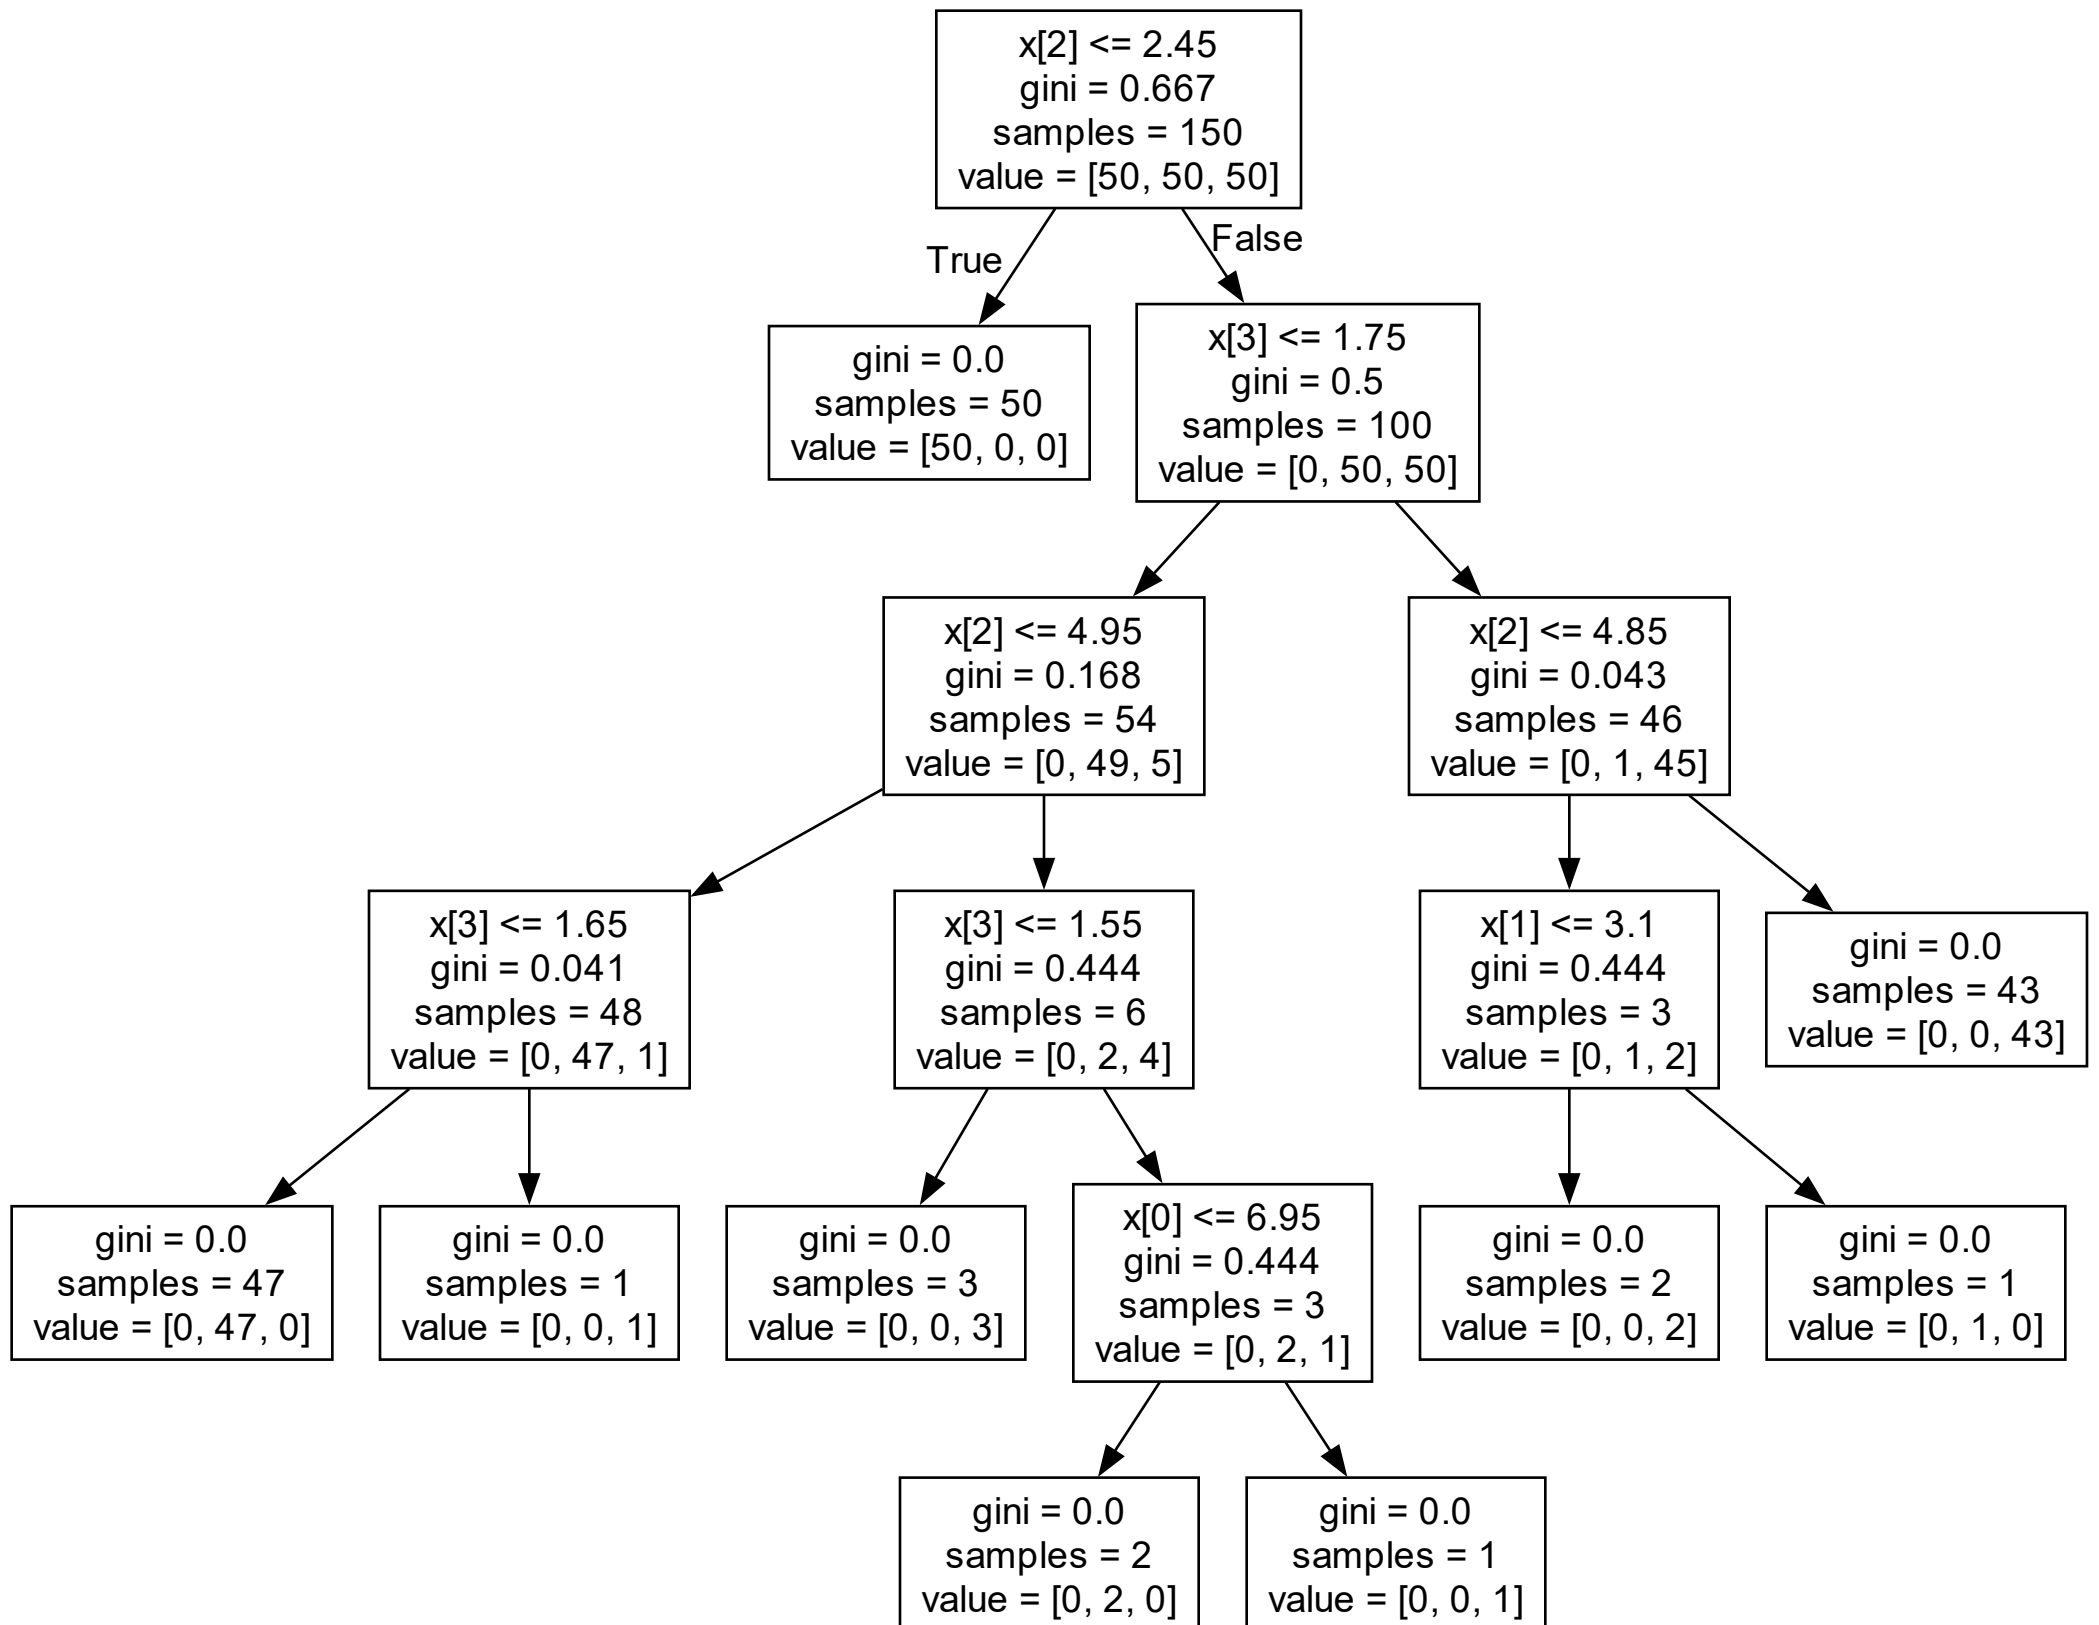 x[2] <= 2.45
gini = 0.667
samples = 150
value = [50, 50, 50]
True
False
gini = 0.0
samples = 50
value = [50, 0, 0]
x[3] <= 1.75
gini = 0.5
samples = 100
value = [0, 50, 50]
x[2] <= 4.95
gini = 0.168
samples = 54
value = [0, 49, 5]
x[2] <= 4.85
gini = 0.043
samples = 46
value = [0, 1, 45]
x[3] <= 1.65
gini = 0.041
samples = 48
value = [0, 47, 1]
x[3] <= 1.55
gini = 0.444
samples = 6
value = [0, 2, 4]
x[1] <= 3.1
gini = 0.444
samples = 3
value = [0, 1, 2]
gini = 0.0
samples = 43
value = [0, 0, 43]
gini = 0.0
samples = 47
value = [0, 47, 0]
gini = 0.0
samples = 1
value = [0, 0, 1]
gini = 0.0
samples = 3
value = [0, 0, 3]
x[0] <= 6.95
gini = 0.444
samples = 3
value = [0, 2, 1]
gini = 0.0
samples = 2
value = [0, 0, 2]
gini = 0.0
samples = 1
value = [0, 1, 0]
gini = 0.0
samples = 2
value = [0, 2, 0]
gini = 0.0
samples = 1
value = [0, 0, 1]